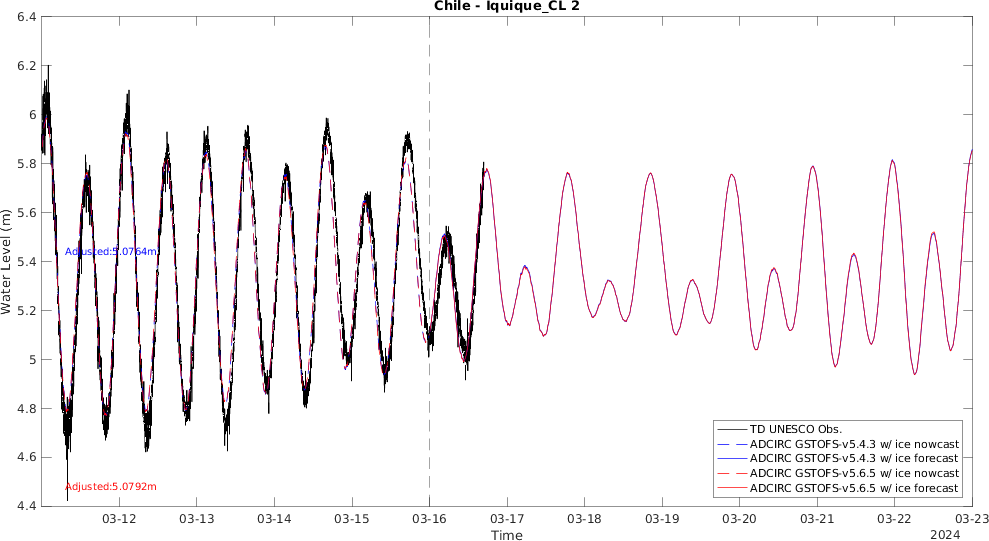 Chile - Iquique_CL 2
6.4
6.2
6
5.8
5.6
5.4
5.2
5
4.8
4.6
4.4
Water Level (m)
Adjusted:5.0764m
Adjusted:5.0792m
TD UNESCO Obs.
ADCIRC GSTOFS-v5.4.3 w/ ice nowcast
ADCIRC GSTOFS-v5.4.3 w/ ice forecast
ADCIRC GSTOFS-v5.6.5 w/ ice nowcast
ADCIRC GSTOFS-v5.6.5 w/ ice forecast
03-12 03-13 03-14 03-15 03-16 03-17 03-18 03-19 03-20 03-21 03-22 03-23
Time
2024